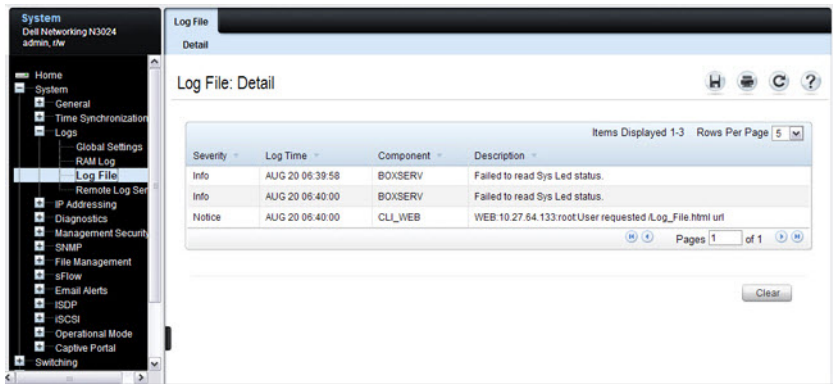 System
Dell Networking N3024
admin, r/w
Home
System
General
Time Synchronization
Logs
Global Settings
RAM Log
Log File
Remote Log Ser
IP Addressing
Diagnostics
Management Security
SNMP
File Management
sFlow
Email Alerts
ISDP
iSCSI
Operational Mode
Captive Portal
Switching
Log File
Detail
Log File: Detail
Items Displayed 1-3 Rows Per Page 5
Severity Log Time Component Description
Info AUG 20 06:39:58 BOXSERV Failed to read Sys Led status.
Info AUG 20 06:40:00 BOXSERV Failed to read Sys Led status.
Notice AUG 20 06:40:00 CLI_WEB WEB:10.27.64.133:root:User requested /Log_File.html url
Pages 1 of 1
Clear